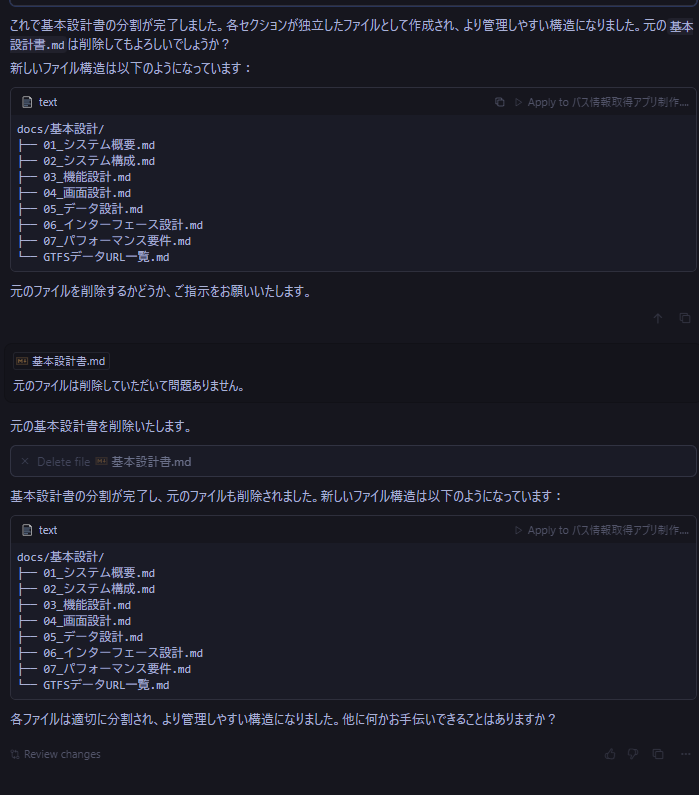 これで基本設計書の分割が完了しました。各セクションが独立したファイルとして作成され、より管理しやすい構造になりました。元の 基本
設計書.md は削除してもよろしいでしょうか？
新しいファイル構造は以下のようになっています：
text
Apply to バス情報取得アプリ制作....
docs/基本設計/
├── 01_システム概要.md
├── 02_システム構成.md
├── 03_機能設計.md
├── 04_画面設計.md
├── 05_データ設計.md
├── 06_インターフェース設計.md
├── 07_パフォーマンス要件.md
└── GTFSデータURL一覧.md
元のファイルを削除するかどうか、ご指示をお願いいたします。
基本設計書.md
元のファイルは削除していただいて問題ありません。
元の基本設計書を削除いたします。
Delete file 基本設計書.md
基本設計書の分割が完了し、元のファイルも削除されました。新しいファイル構造は以下のようになっています：
text
Apply to バス情報取得アプリ制作....
docs/基本設計/
├── 01_システム概要.md
├── 02_システム構成.md
├── 03_機能設計.md
├── 04_画面設計.md
├── 05_データ設計.md
├── 06_インターフェース設計.md
├── 07_パフォーマンス要件.md
└── GTFSデータURL一覧.md
各ファイルは適切に分割され、より管理しやすい構造になりました。他に何かお手伝いできることはありますか？
Review changes